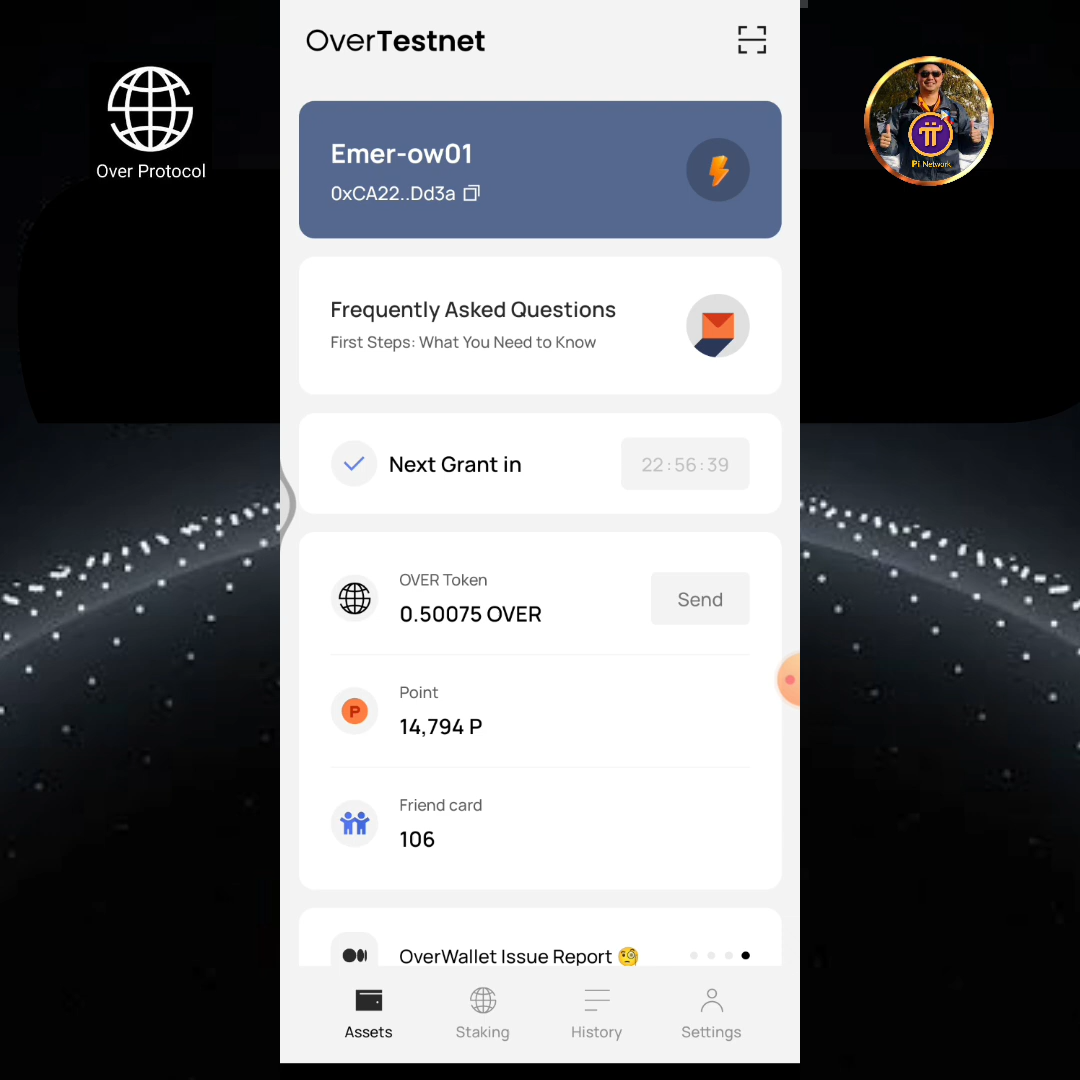 OverTestnet
Over Protocol
Pi Network
Emer-ow01
0xCA22..Dd3a
Frequently Asked Questions
First Steps: What You Need to Know
Next Grant in
22:56:39
OVER Token
0.50075 OVER
Send
P
Point
14,794 P
Friend card
106
OverWallet Issue Report 🧐
Assets
Staking
History
Settings